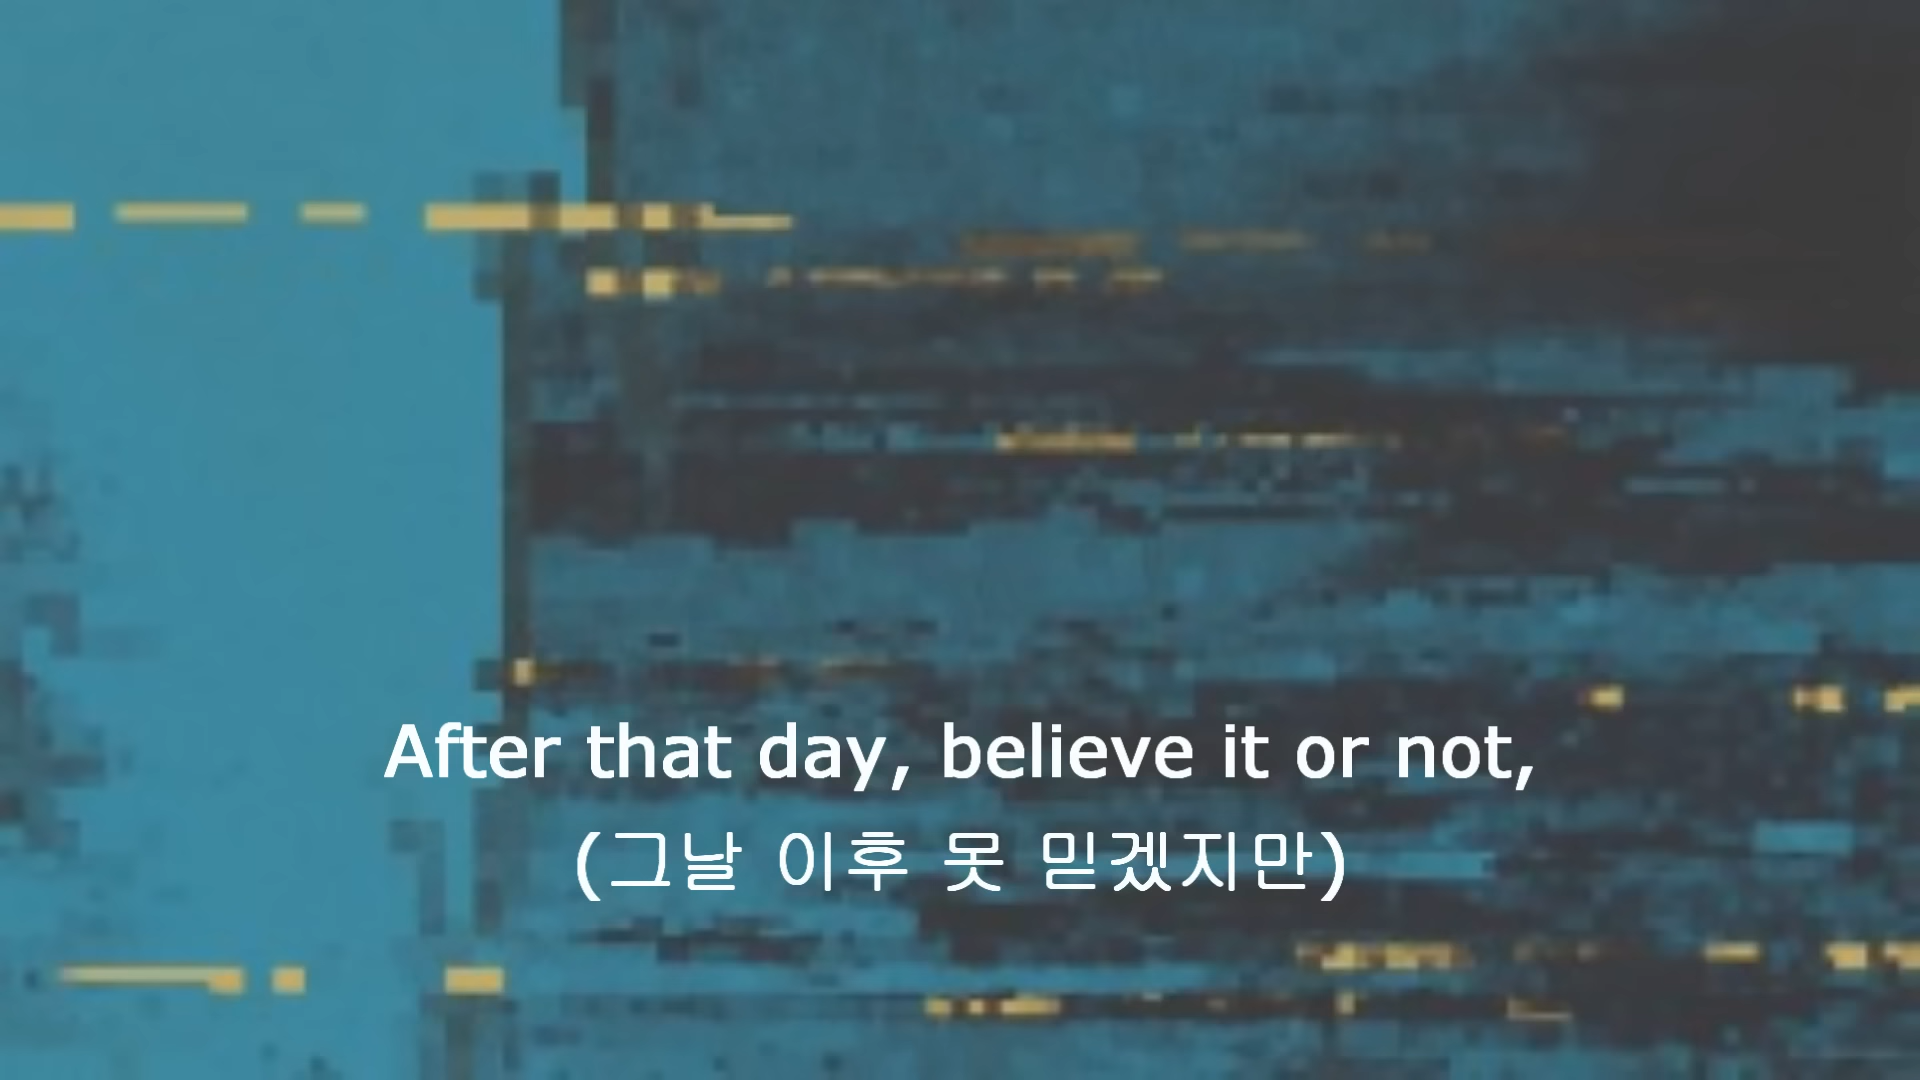 After that day, believe it or not,
(그날 이후 못 믿겠지만)